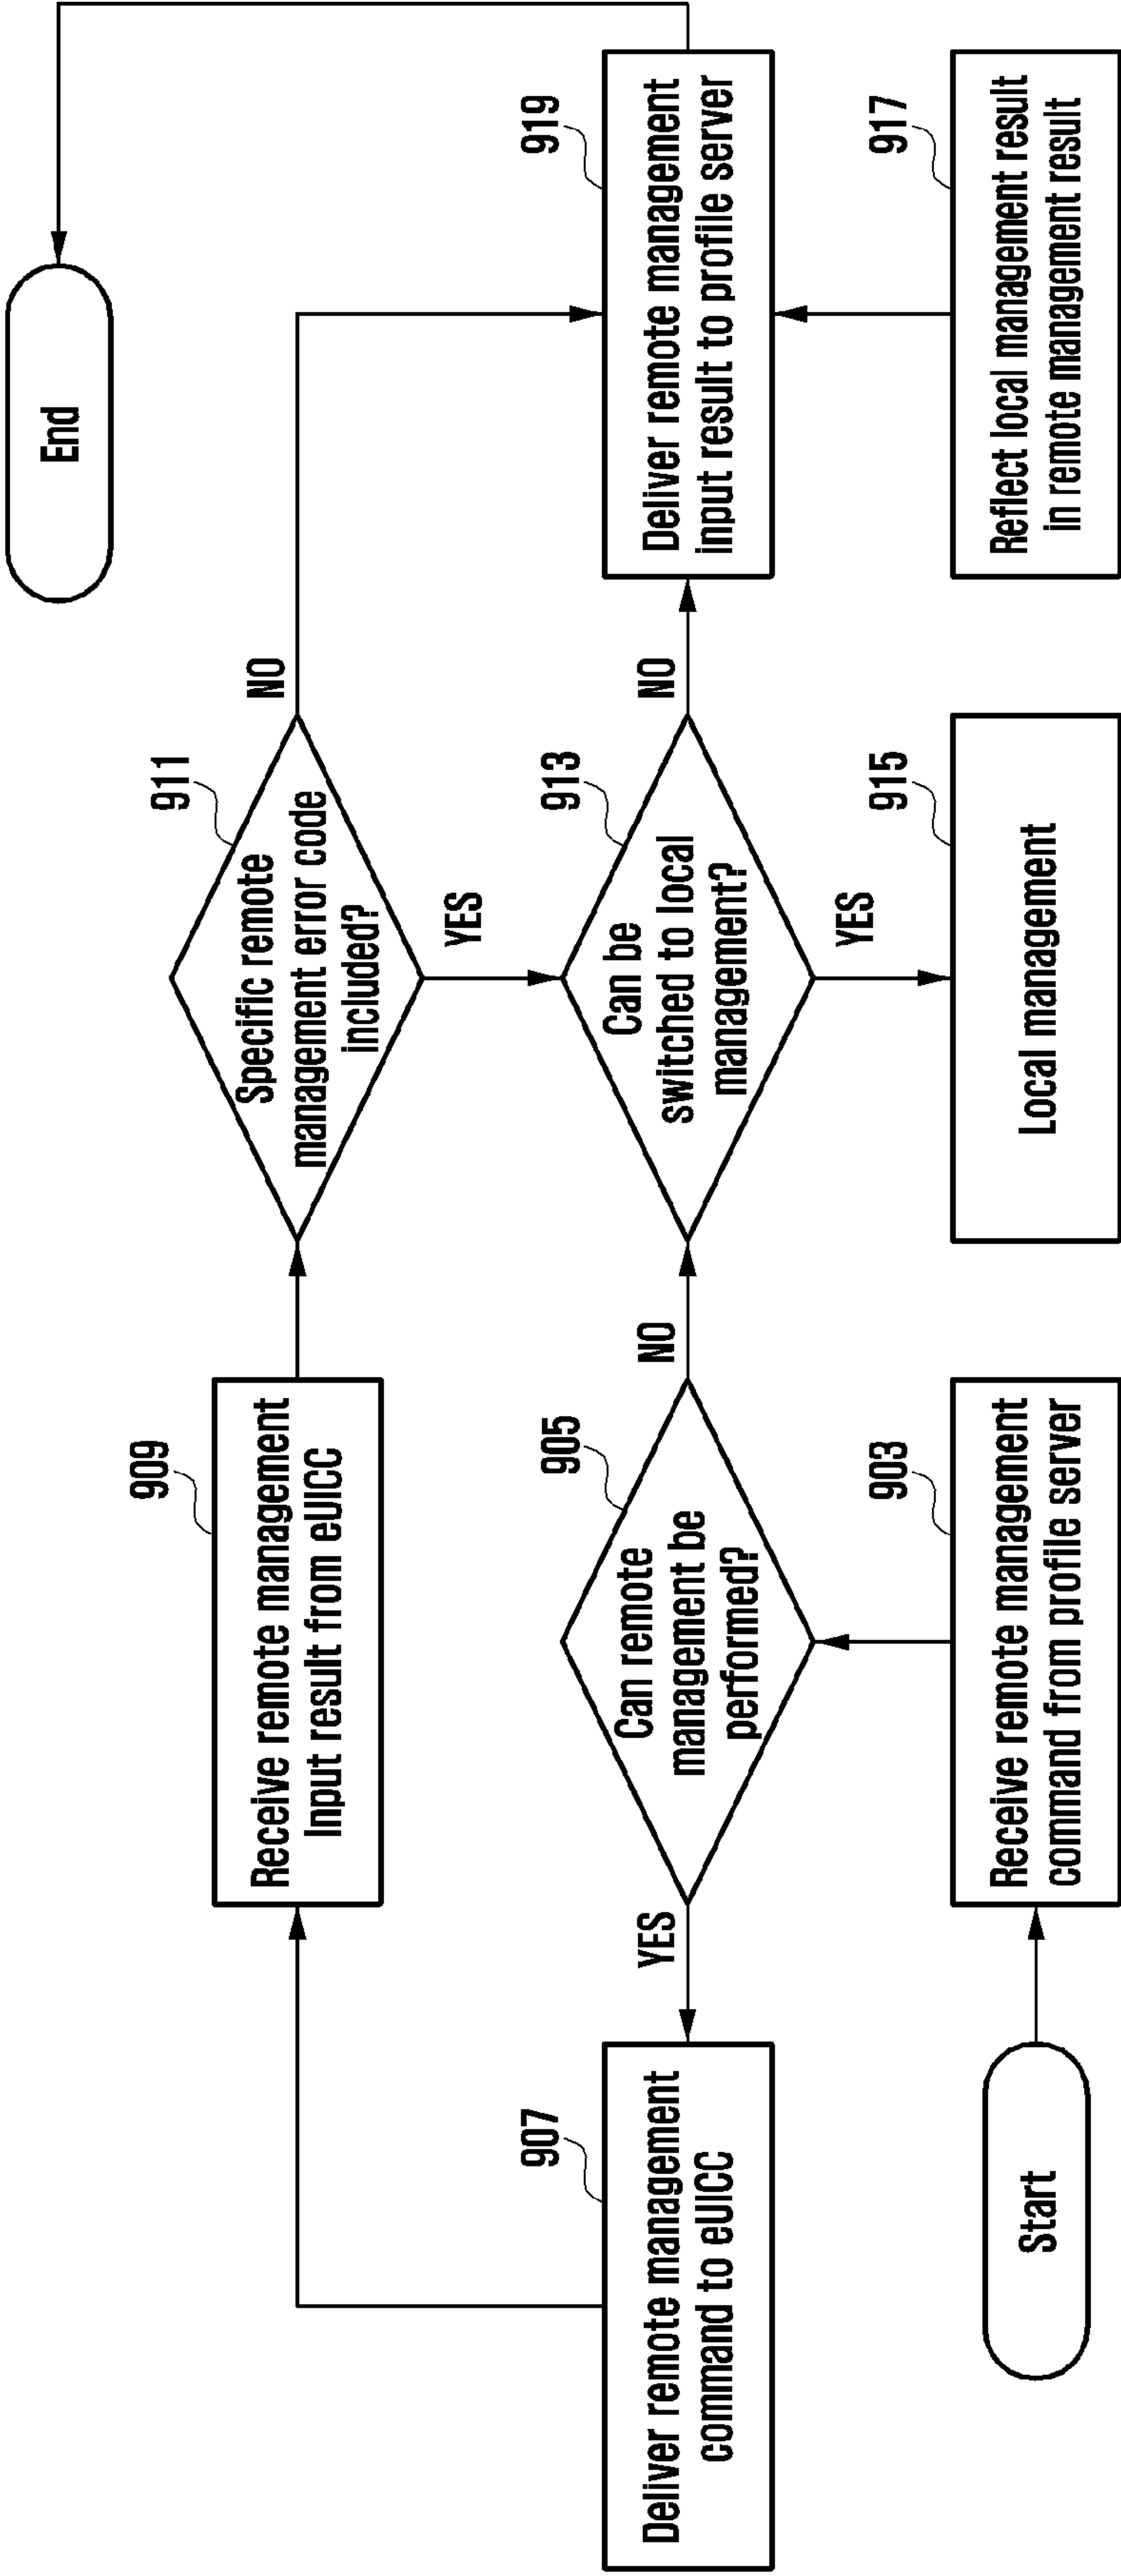 Start
903
Receive remote management
command from profile server
905
Can remote
management be
performed?
YES
NO
907
Deliver remote management
command to eUICC
909
Receive remote management
Input result from eUICC
911
Specific remote
management error code
included?
YES
NO
913
Can be
switched to local
management?
YES
NO
915
Local management
917
Reflect local management result
in remote management result
919
Deliver remote management
input result to profile server
End